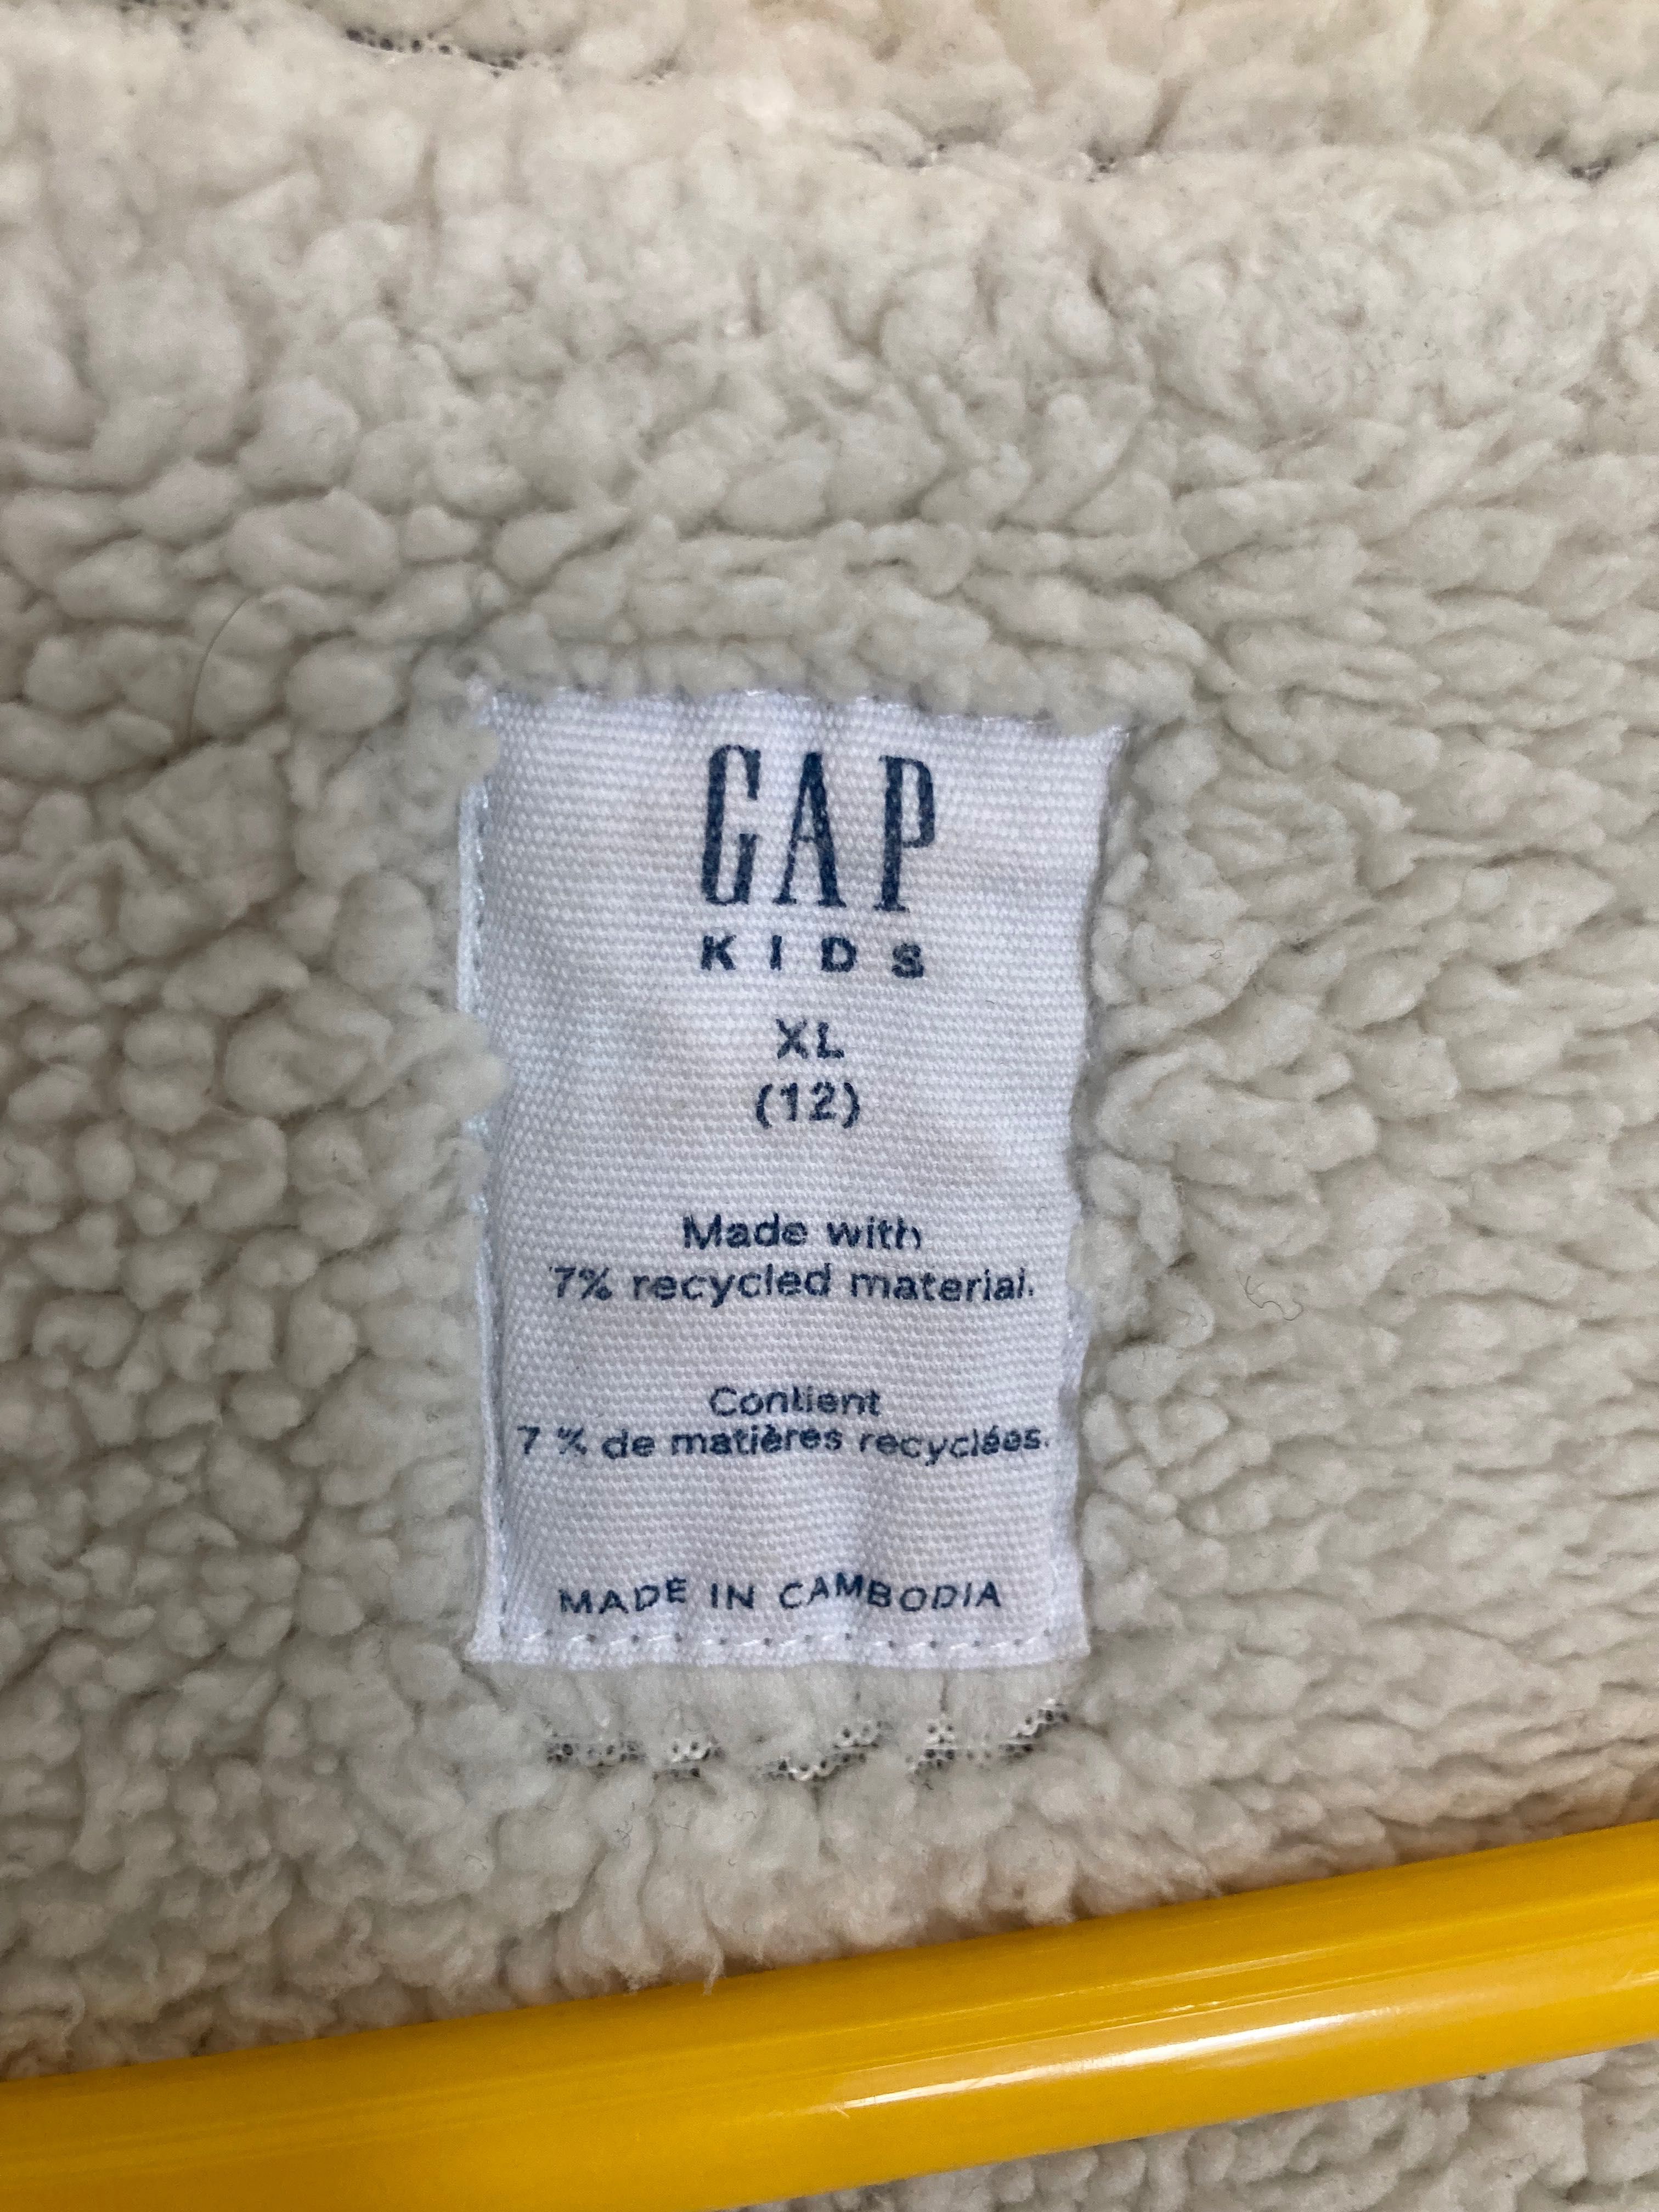 GAP
KIDS
XL
(12)
Made with
7% recycled material.
Contient
7 % de matières recyclées.
MADE IN CAMBODIA